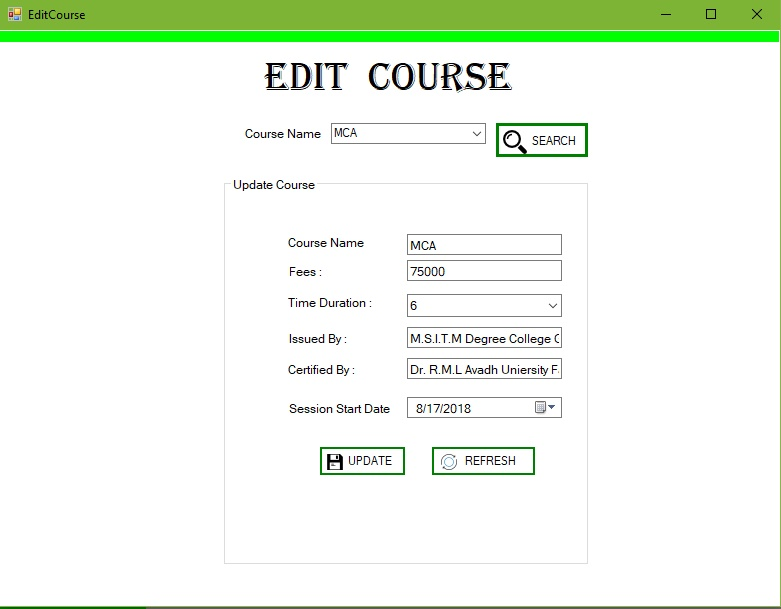 EditCourse
EDIT COURSE
Course Name MCA SEARCH
Update Course
Course Name MCA
Fees : 75000
Time Duration : 6
Issued By : M.S.I.T.M Degree College
Certified By : Dr. R.M.L Avadh Uniersity
Session Start Date 8/17/2018
UPDATE REFRESH